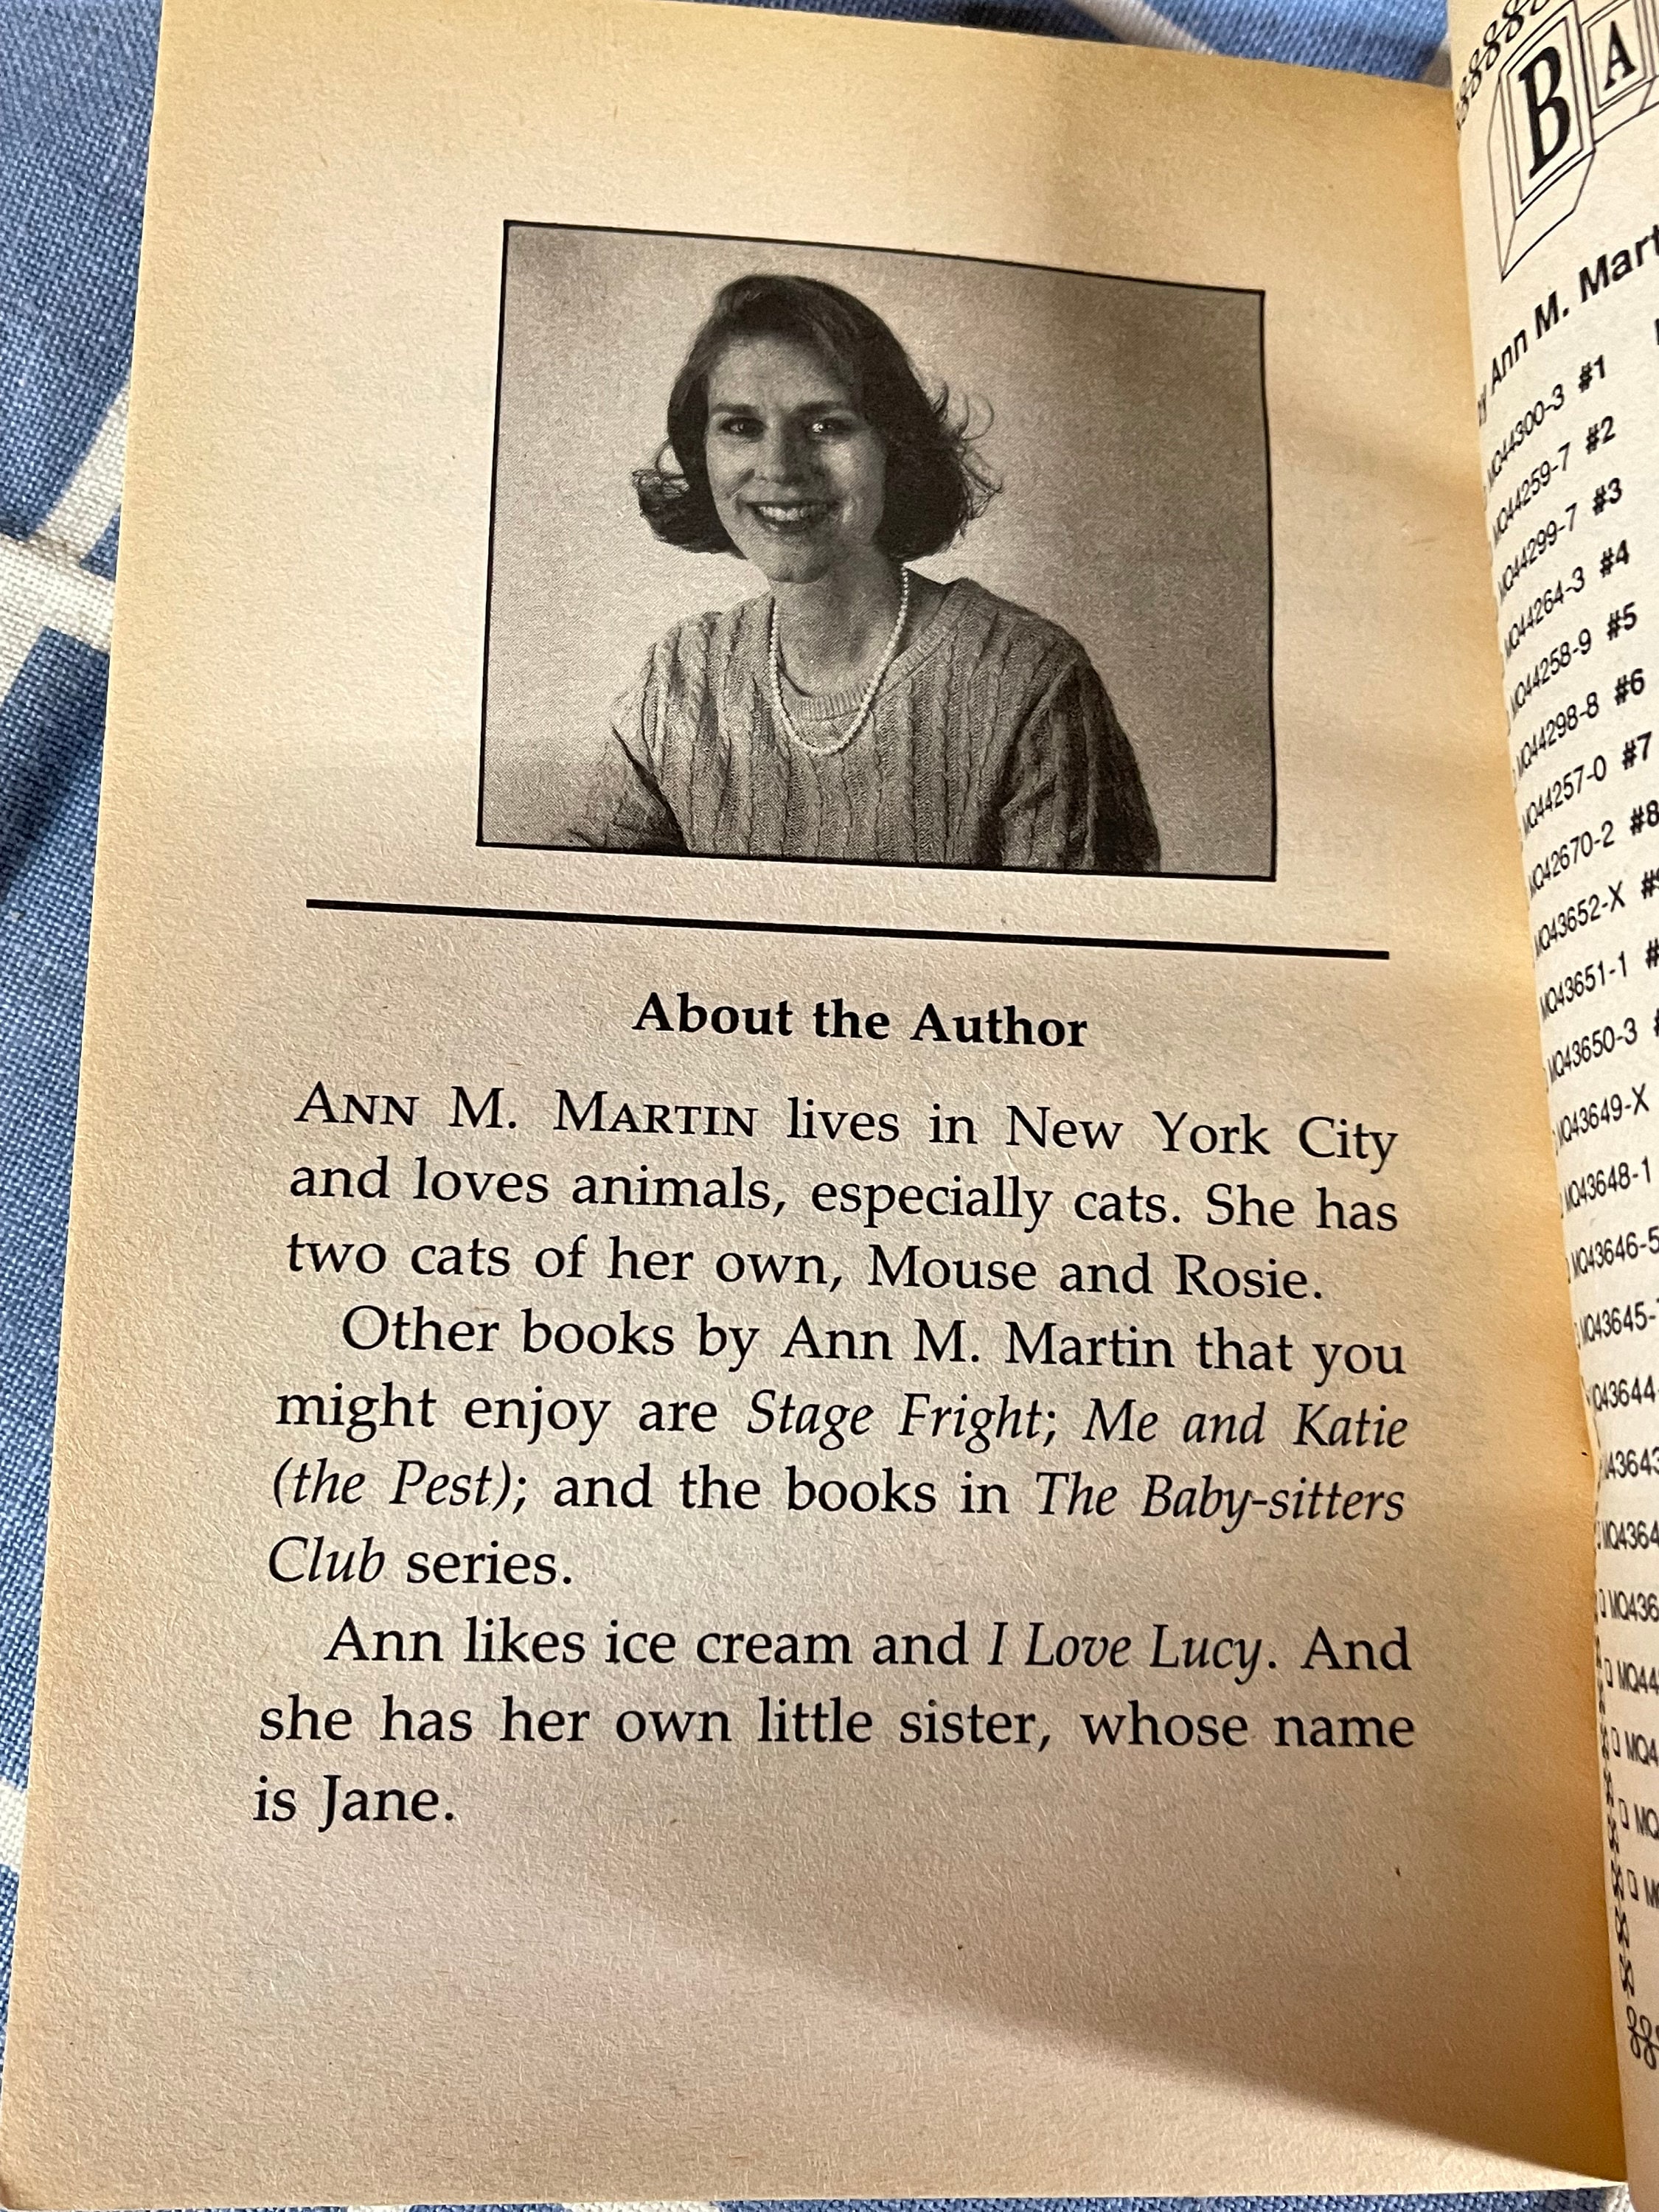 About the Author
ANN M. MARTIN lives in New York City
and loves animals, especially cats. She has
two cats of her own, Mouse and Rosie.
Other books by Ann M. Martin that you
might enjoy are Stage Fright; Me and Katie
(the Pest); and the books in The Baby-sitters
Club series.
Ann likes ice cream and I Love Lucy. And
she has her own little sister, whose name
is Jane.
B A
Ann M.
MQ44300-3 #1
MQ44259-7 #2
MQ44299-7 #3
MQ44264-3 #4
MQ44258-9 #5
MQ44298-8 #6
MQ44257-0 #7
MQ42670-2 #8
MQ43652-X
MQ43651-1
MQ43650-3
MQ43649-X
MQ43648-1